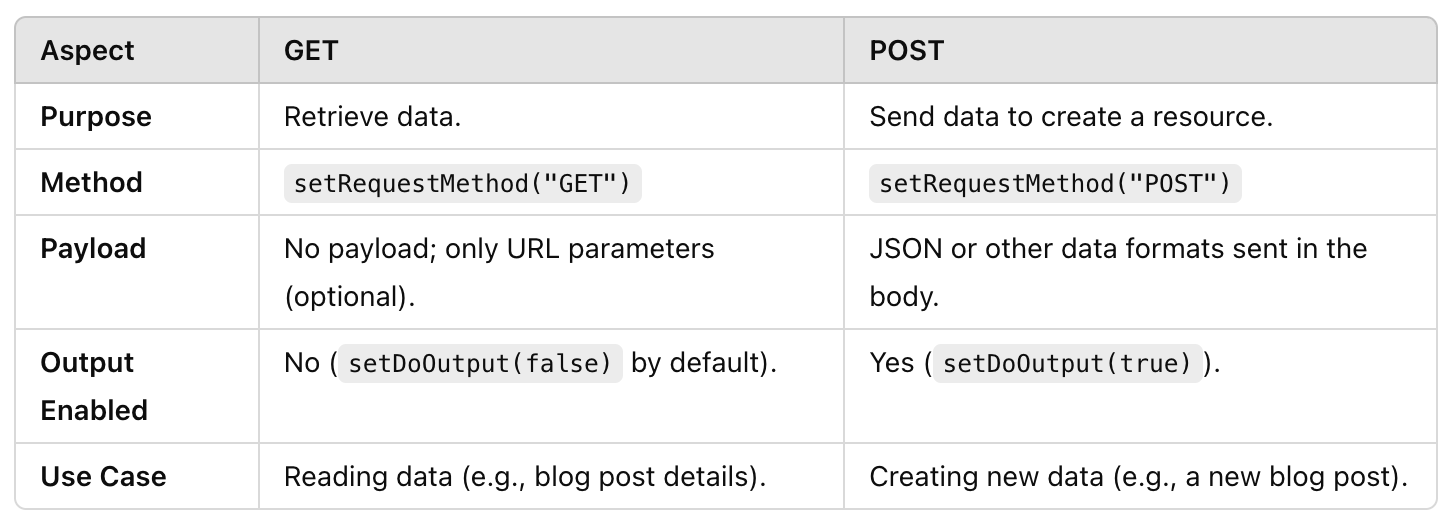 Aspect GET POST
Purpose Retrieve data. Send data to create a resource.
Method setRequestMethod("GET") setRequestMethod("POST")
Payload No payload; only URL parameters JSON or other data formats sent in the
(optional). body.
Output No (setDoOutput(false) by default). Yes (setDoOutput(true)).
Enabled
Use Case Reading data (e.g., blog post details). Creating new data (e.g., a new blog post).